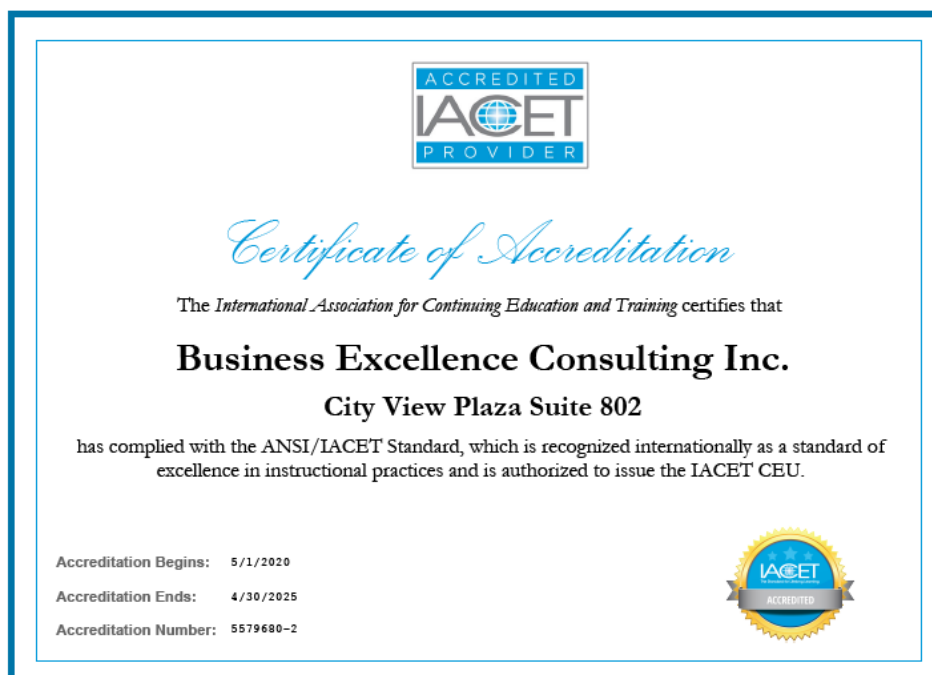 ACCREDITED
IACET
PROVIDER
Certificate of Accreditation
The International Association for Continuing Education and Training certifies that
Business Excellence Consulting Inc.
City View Plaza Suite 802
has complied with the ANSI/IACET Standard, which is recognized internationally as a standard of
excellence in instructional practices and is authorized to issue the IACET CEU.
Accreditation Begins: 5/1/2020
Accreditation Ends: 4/30/2025
Accreditation Number: 5579680-2
IACET
ACCREDITED